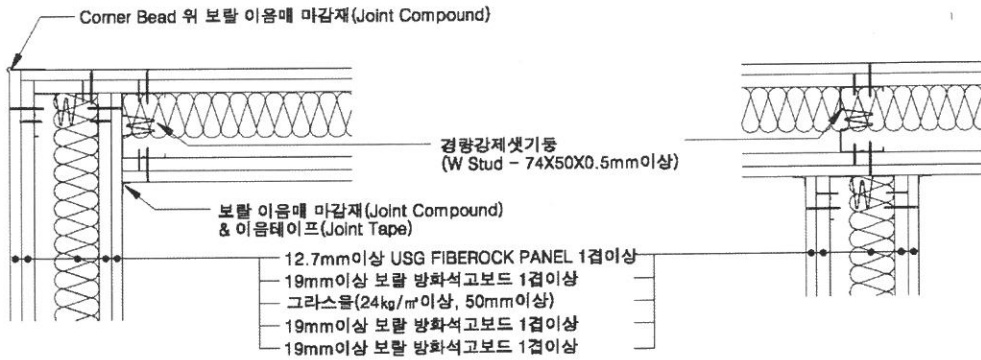 Corner Bead 위 보랄 이음매 마감재(Joint Compound)
경량강제샛기둥
(W Stud - 74X50X0.5mm이상)
보랄 이음매 마감재(Joint Compound)
& 이음테이프(Joint Tape)
12.7mm이상 USG FIBEROCK PANEL 1겹이상
19mm이상 보랄 방화석고보드 1겹이상
그라스울(24kg/㎥이상, 50mm이상)
19mm이상 보랄 방화석고보드 1겹이상
19mm이상 보랄 방화석고보드 1겹이상